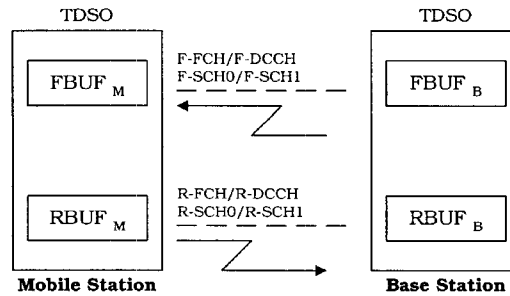 TDSO
TDSO
F-FCH/F-DCCH
F-SCH0/F-SCH1
FBUF M
FBUF B
R-FCH/R-DCCH
R-SCH0/R-SCH1
RBUF M
RBUF B
Mobile Station
Base Station